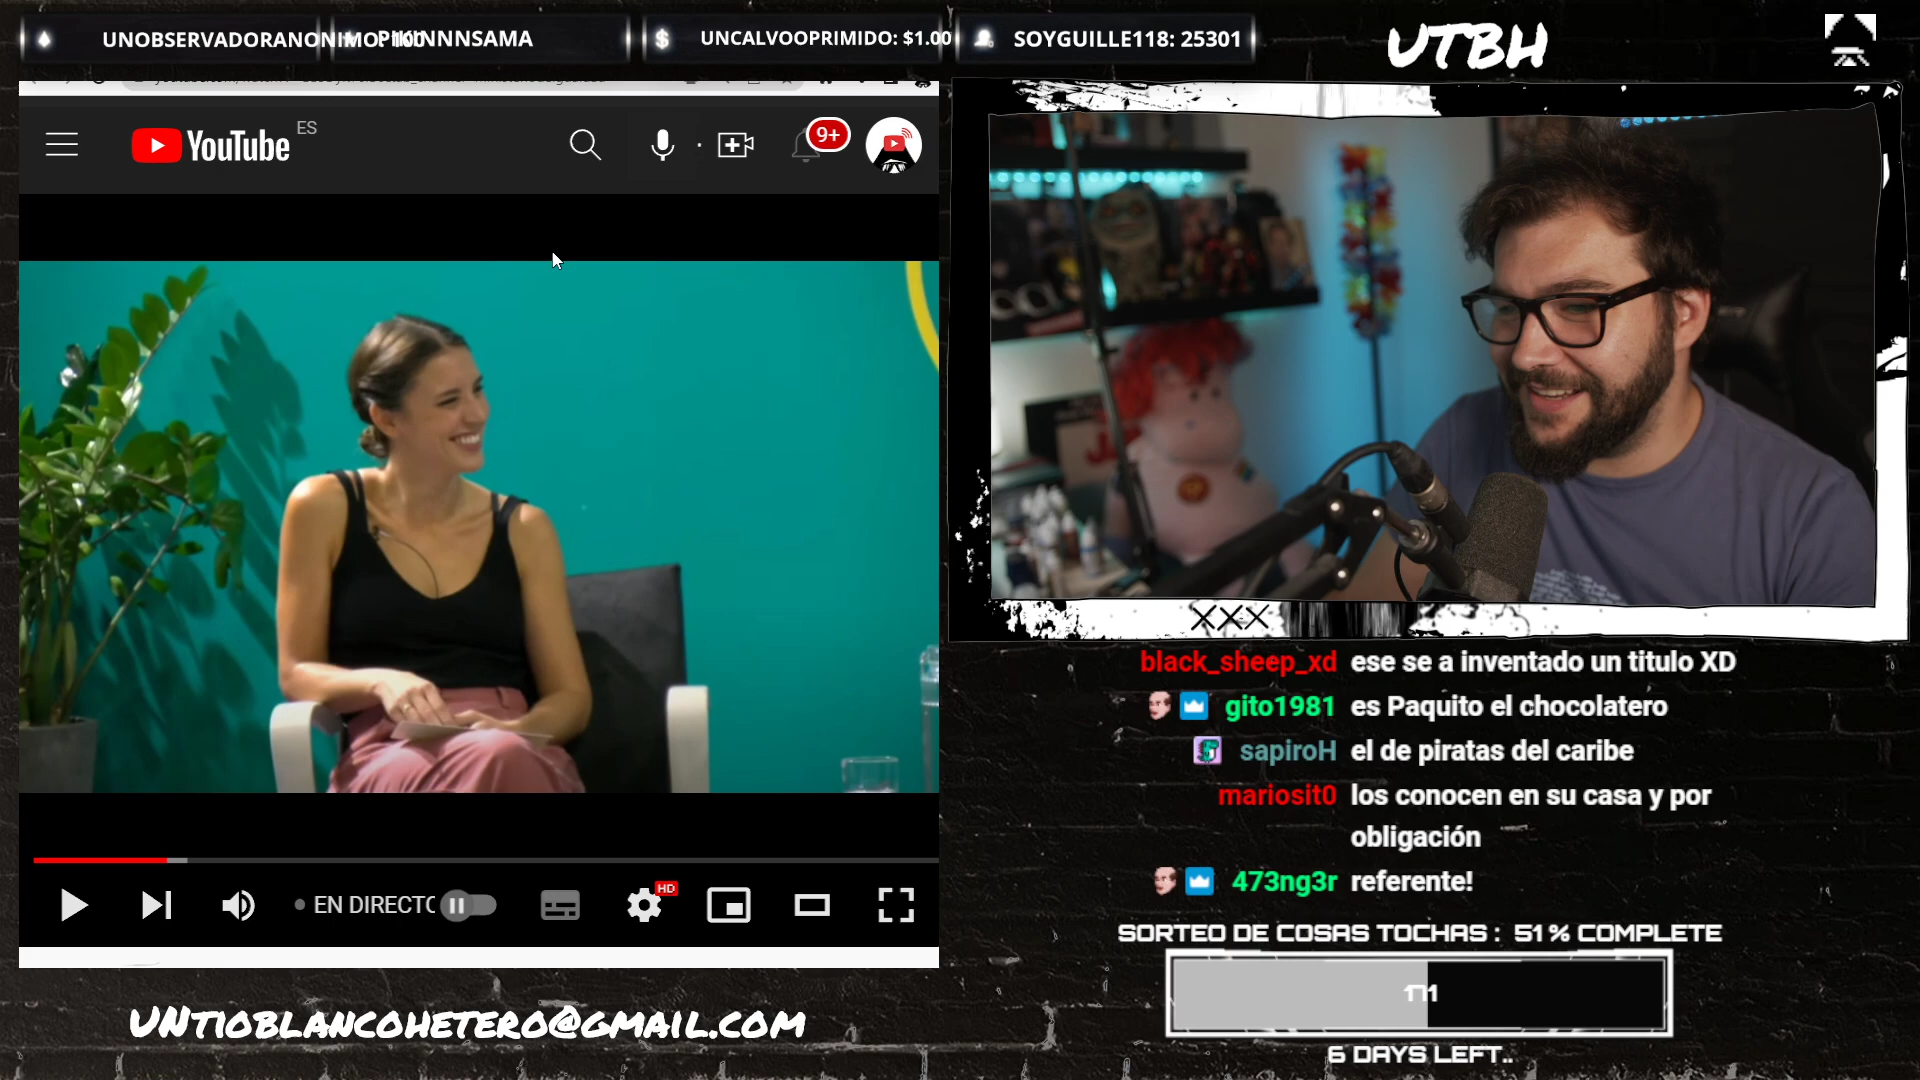 PIKINNNSAMA
UNCALVOOPRIMIDO: $1.00
SOYGUILLE118: 25301
UTBH
YouTube
ES
9+
HD
EN DIRECTO
XXX
black_sheep_xd ese se a inventado un titulo XD
gito1981 es Paquito el chocolatero
sapiroH el de piratas del caribe
mariosit0 los conocen en su casa y por
obligación
473ng3r referente!
SORTEO DE COSAS TOCHAS : 51% COMPLETE
171
6 DAYS LEFT..
UNTIOBLANCOHETERO@GMAIL.COM